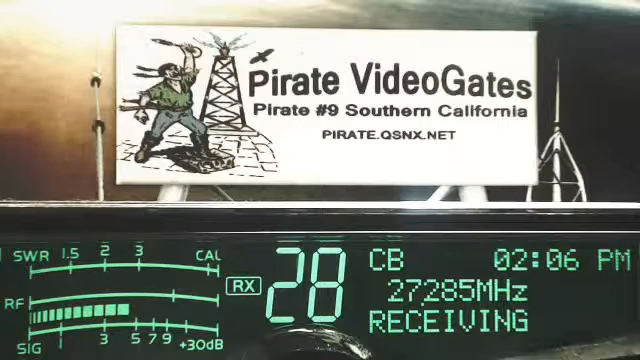 Pirate VideoGates
Pirate #9 Southern California
PIRATE.QSNX.NET
SWR 1.5 2 3 CAL
RF
3 5 7 9 +30dB
SIG
RX
28
CB 02:06 PM
27285MHz
RECEIVING